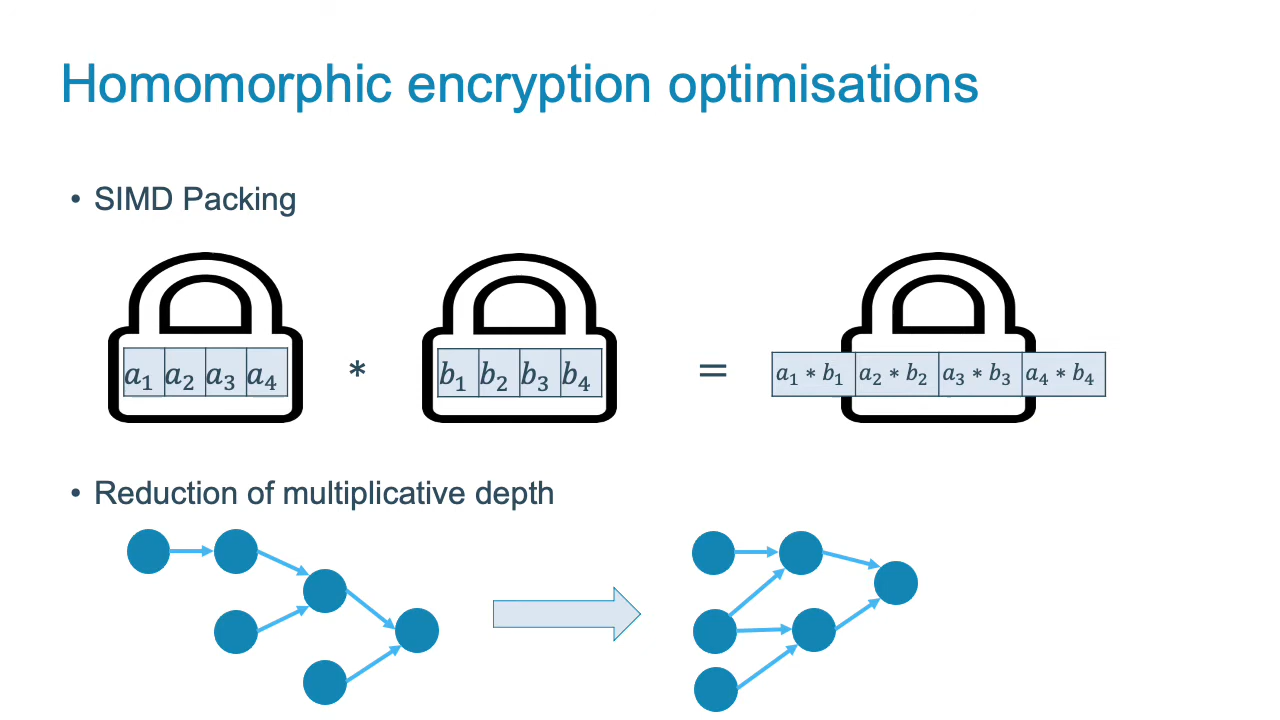 Homomorphic encryption optimisations
• SIMD Packing
a₁ a₂ a₃ a₄ * b₁ b₂ b₃ b₄ = a₁ * b₁ a₂ * b₂ a₃ * b₃ a₄ * b₄
• Reduction of multiplicative depth